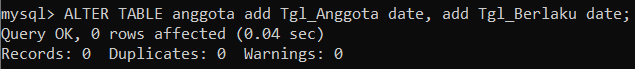 mysql> ALTER TABLE anggota add Tgl_Anggota date, add Tgl_Berlaku date;
Query OK, 0 rows affected (0.04 sec)
Records: 0  Duplicates: 0  Warnings: 0